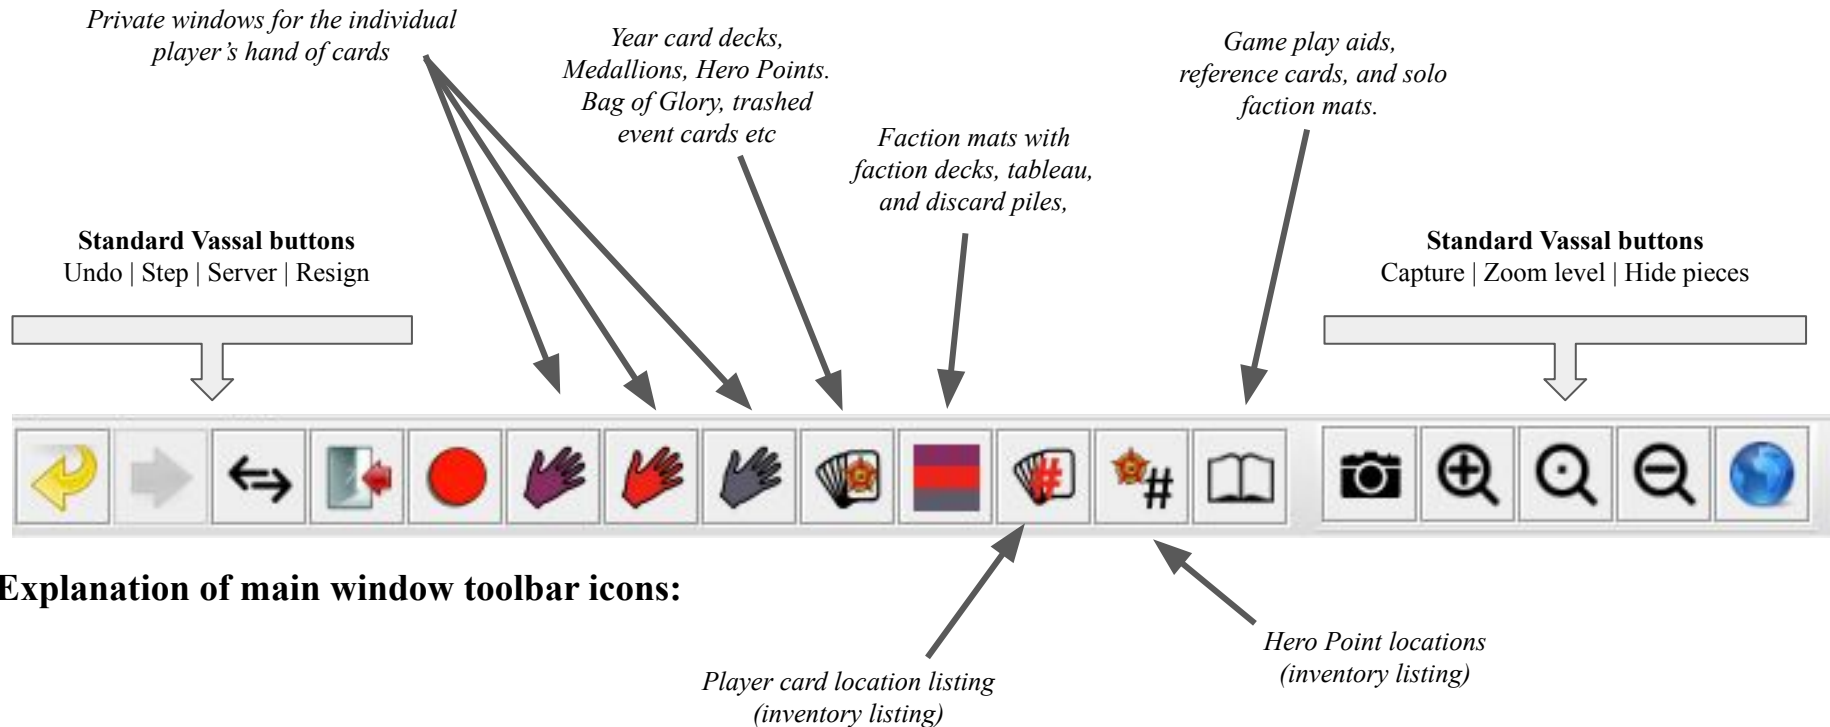 Private windows for the individual
player’s hand of cards
Year card decks,
Medallions, Hero Points.
Bag of Glory, trashed
event cards etc
Game play aids,
reference cards, and solo
faction mats.
Faction mats with
faction decks, tableau,
and discard piles,
Standard Vassal buttons
Undo | Step | Server | Resign
Standard Vassal buttons
Capture | Zoom level | Hide pieces
#
#
Explanation of main window toolbar icons:
Player card location listing
(inventory listing)
Hero Point locations
(inventory listing)